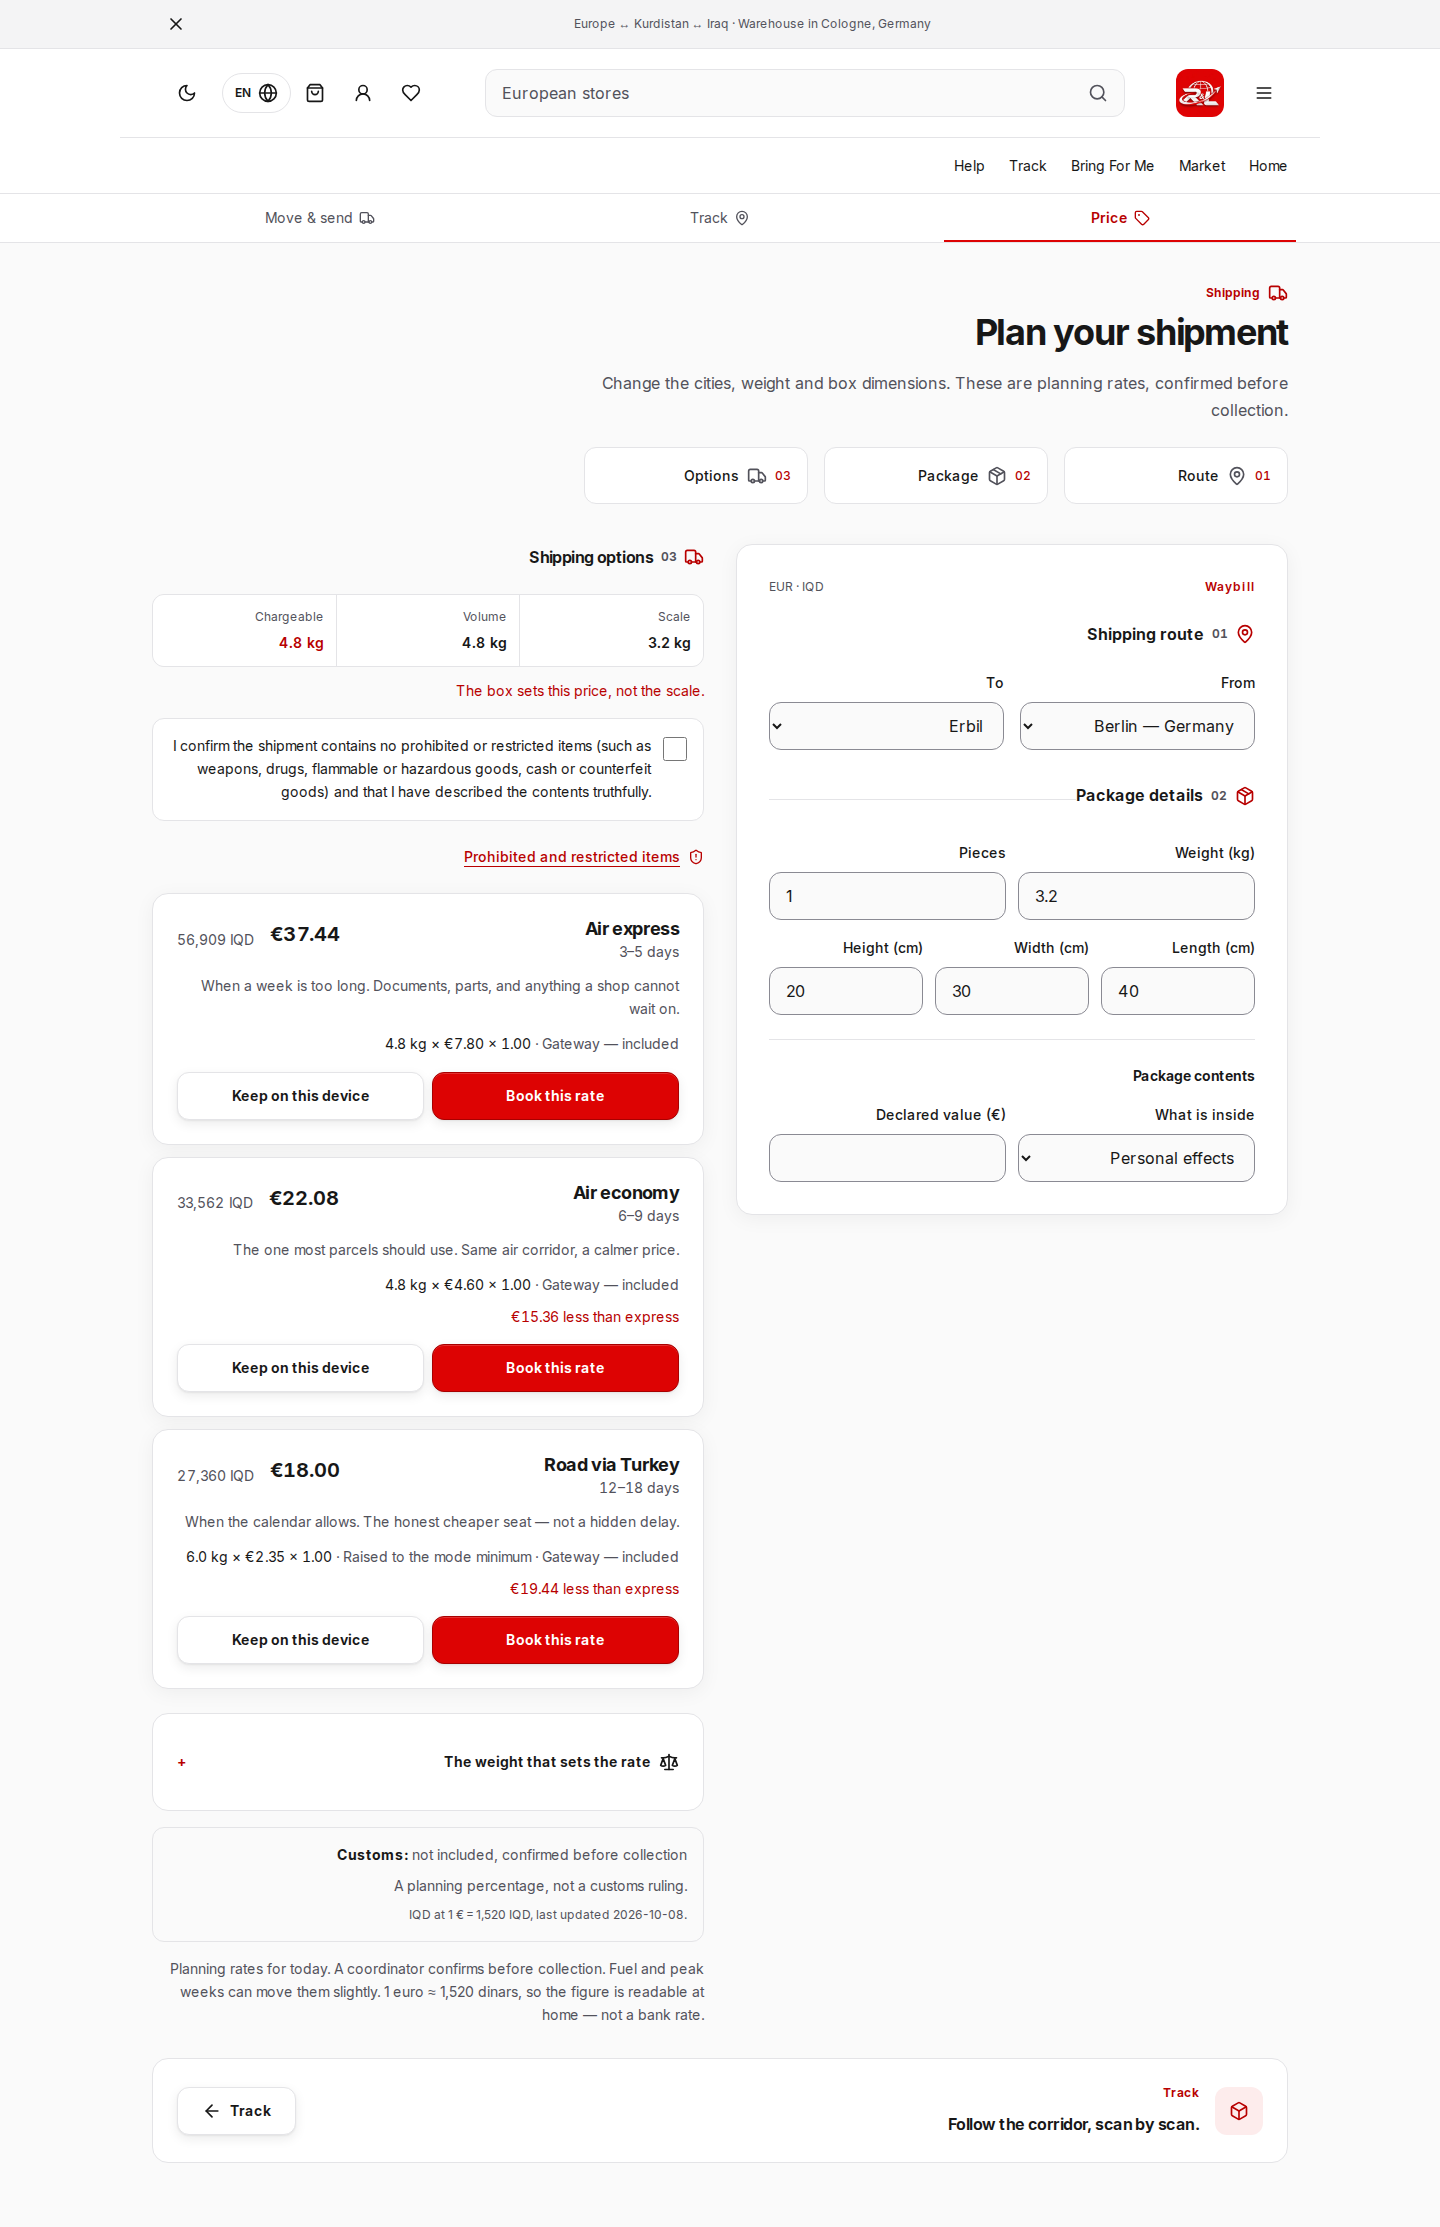 Europe ↔ Kurdistan ↔ Iraq · Warehouse in Cologne, Germany
EN
European stores
Home
Market
Bring For Me
Track
Help
Price
Track
Move & send
Shipping
Plan your shipment
Change the cities, weight and box dimensions. These are planning rates, confirmed before
collection.
01 Route
02 Package
03 Options
Waybill
EUR · IQD
01 Shipping route
From
To
Berlin — Germany
Erbil
02 Package details
Weight (kg)
Pieces
3.2
1
Length (cm)
Width (cm)
Height (cm)
40
30
20
Package contents
What is inside
Declared value (€)
Personal effects
03 Shipping options
Scale
3.2 kg
Volume
4.8 kg
Chargeable
4.8 kg
The box sets this price, not the scale.
I confirm the shipment contains no prohibited or restricted items (such as
weapons, drugs, flammable or hazardous goods, cash or counterfeit
goods) and that I have described the contents truthfully.
Prohibited and restricted items
Air express
3–5 days
€37.44
56,909 IQD
When a week is too long. Documents, parts, and anything a shop cannot
wait on.
4.8 kg × €7.80 × 1.00 · Gateway — included
Book this rate
Keep on this device
Air economy
6–9 days
€22.08
33,562 IQD
The one most parcels should use. Same air corridor, a calmer price.
4.8 kg × €4.60 × 1.00 · Gateway — included
€15.36 less than express
Book this rate
Keep on this device
Road via Turkey
12–18 days
€18.00
27,360 IQD
When the calendar allows. The honest cheaper seat — not a hidden delay.
6.0 kg × €2.35 × 1.00 · Raised to the mode minimum · Gateway — included
€19.44 less than express
Book this rate
Keep on this device
The weight that sets the rate
+
Customs: not included, confirmed before collection
A planning percentage, not a customs ruling.
IQD at 1 € = 1,520 IQD, last updated 2026-10-08.
Planning rates for today. A coordinator confirms before collection. Fuel and peak
weeks can move them slightly. 1 euro ≈ 1,520 dinars, so the figure is readable at
home — not a bank rate.
Track
Follow the corridor, scan by scan.
Track